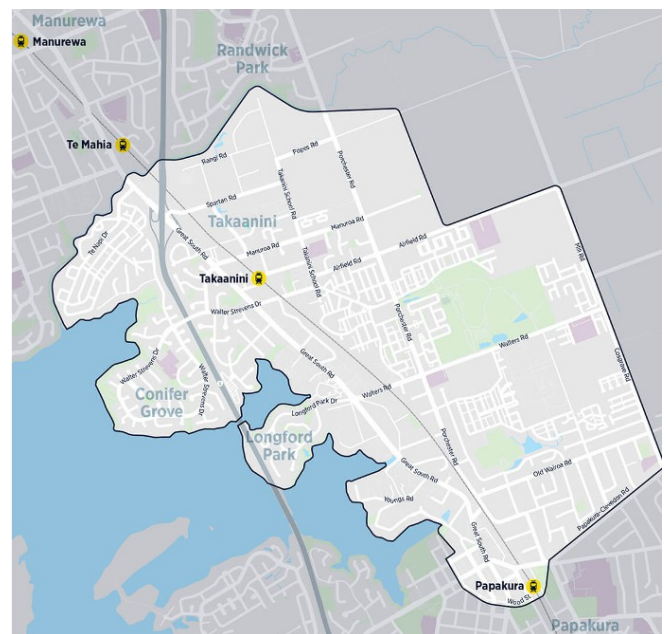 Manurewa
Manurewa
Randwick
Park
Te Mahia
Rangi Rd
Popes Rd
Porchester Rd
Spartan Rd
Takanini School Rd
Takaanini
Te Napi Dr
Great South Rd
Manuroa Rd
Manuroa Rd
Airfield Rd
Airfield Rd
Mill Rd
Takaanini
Takanini School Rd
Walter Strevens Dr
Porchester Rd
Walters Rd
Cosgrove Rd
Walter Strevens Dr
Walter Strevens Dr
Great South Rd
Conifer
Grove
Walters Rd
Longford Park Dr
Longford
Park
Porchester Rd
Great South Rd
Old Wairoa Rd
Youngs Rd
Papakura-Clevedon Rd
Great South Rd
Papakura
Wood St
Papakura